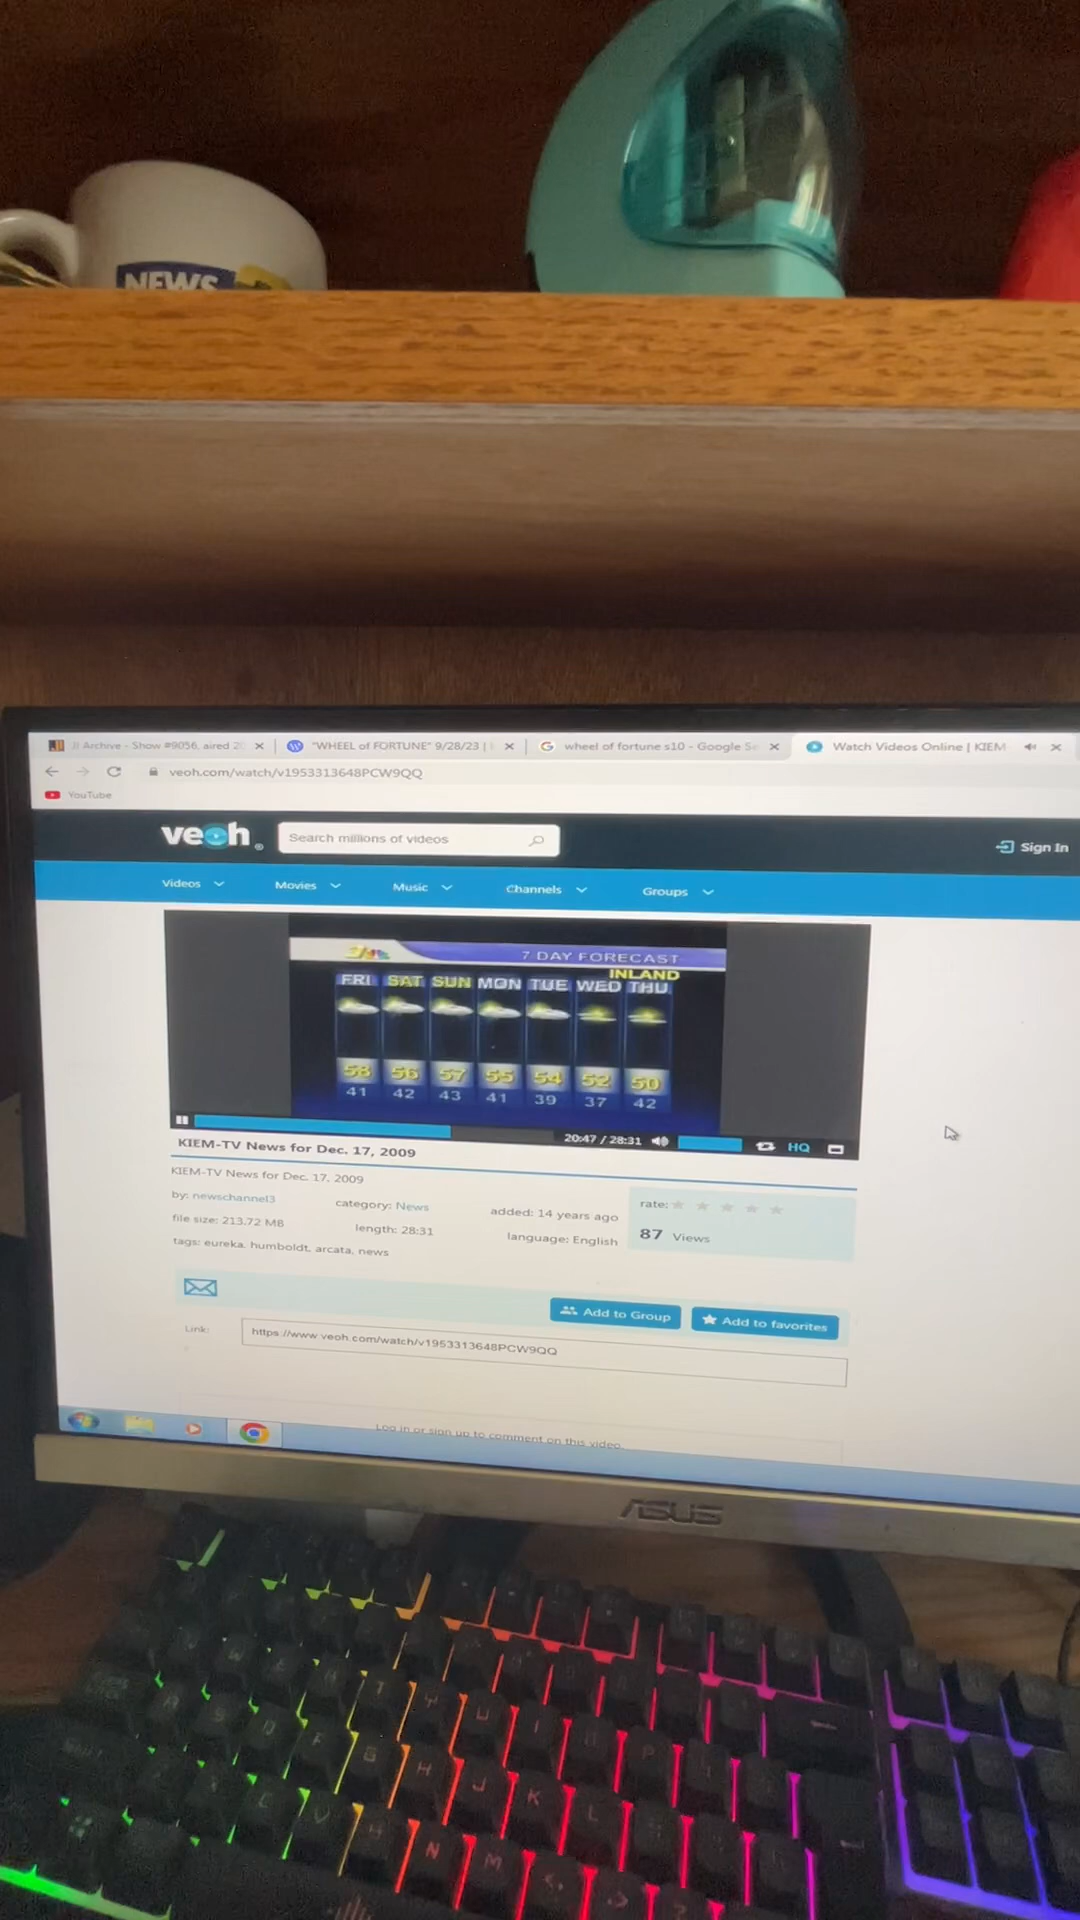 NEWS
J! Archive - Show #9056, aired 20
"WHEEL of FORTUNE" 9/28/23 |
wheel of fortune s10 - Google Se
Watch Videos Online | KIEM
veoh.com/watch/v1953313648PCW9QQ
YouTube
veoh
Search millions of videos
Sign In
Videos
Movies
Music
Channels
Groups
7 DAY FORECAST
INLAND
FRI SAT SUN MON TUE WED THU
58 56 57 55 54 52 50
41 42 43 41 39 37 42
20:47 / 28:31
HQ
KIEM-TV News for Dec. 17, 2009
KIEM-TV News for Dec. 17, 2009
by: newschannel3
category: News
added: 14 years ago
file size: 213.72 MB
length: 28:31
language: English
tags: eureka, humboldt, arcata, news
rate:
87 Views
Add to Group
Add to favorites
Link:
https://www.veoh.com/watch/v1953313648PCW9QQ
Log in or sign up to comment on this video.
ASUS
T Y U I P
G H J K L
V N M